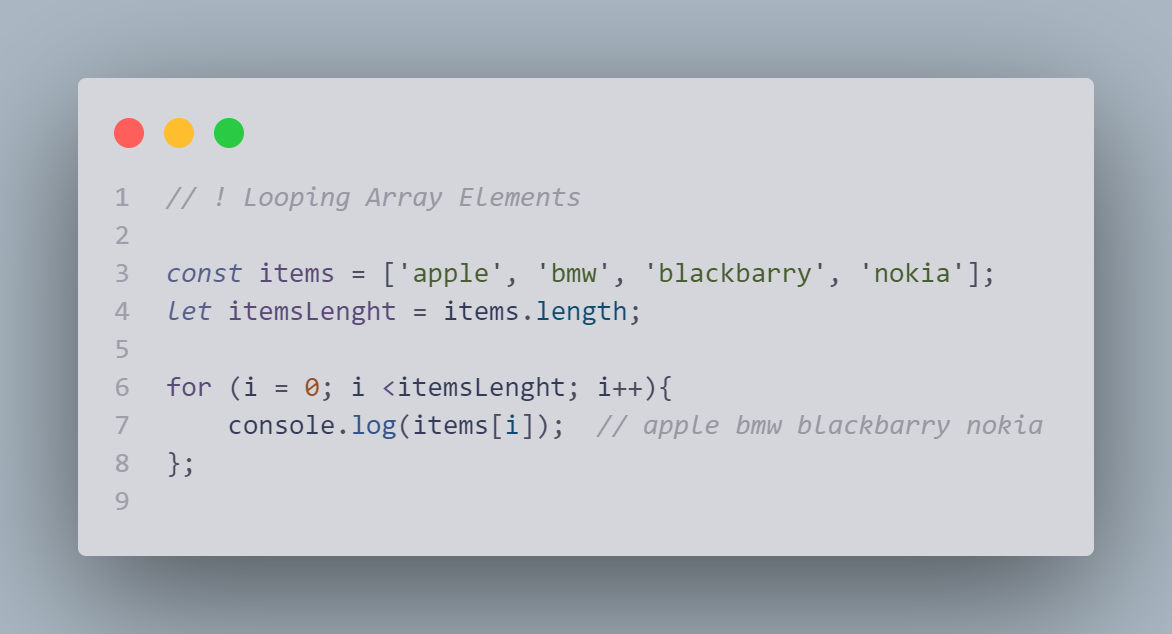 1 // ! Looping Array Elements
2
3 const items = ['apple', 'bmw', 'blackbarry', 'nokia'];
4 let itemsLenght = items.length;
5
6 for (i = 0; i <itemsLenght; i++){
7     console.log(items[i]);  // apple bmw blackbarry nokia
8 };
9